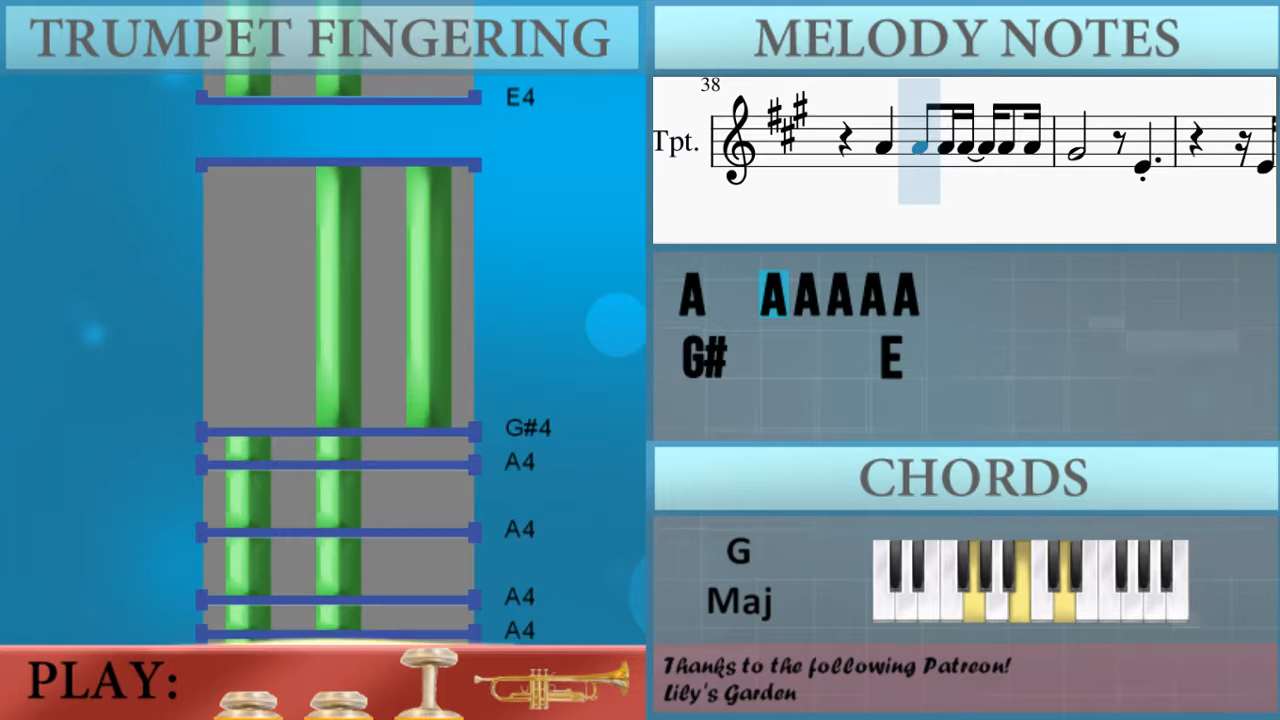 TRUMPET FINGERING
E4
G#4
A4
A4
A4
A4
PLAY:
MELODY NOTES
38
Tpt.
A A A A A A
G# E
CHORDS
G
Maj
Thanks to the following Patreon!
Lily's Garden